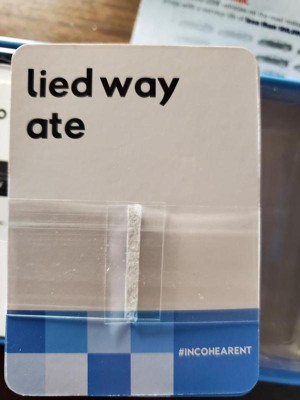 lied way
ate
#INCOHEARENT